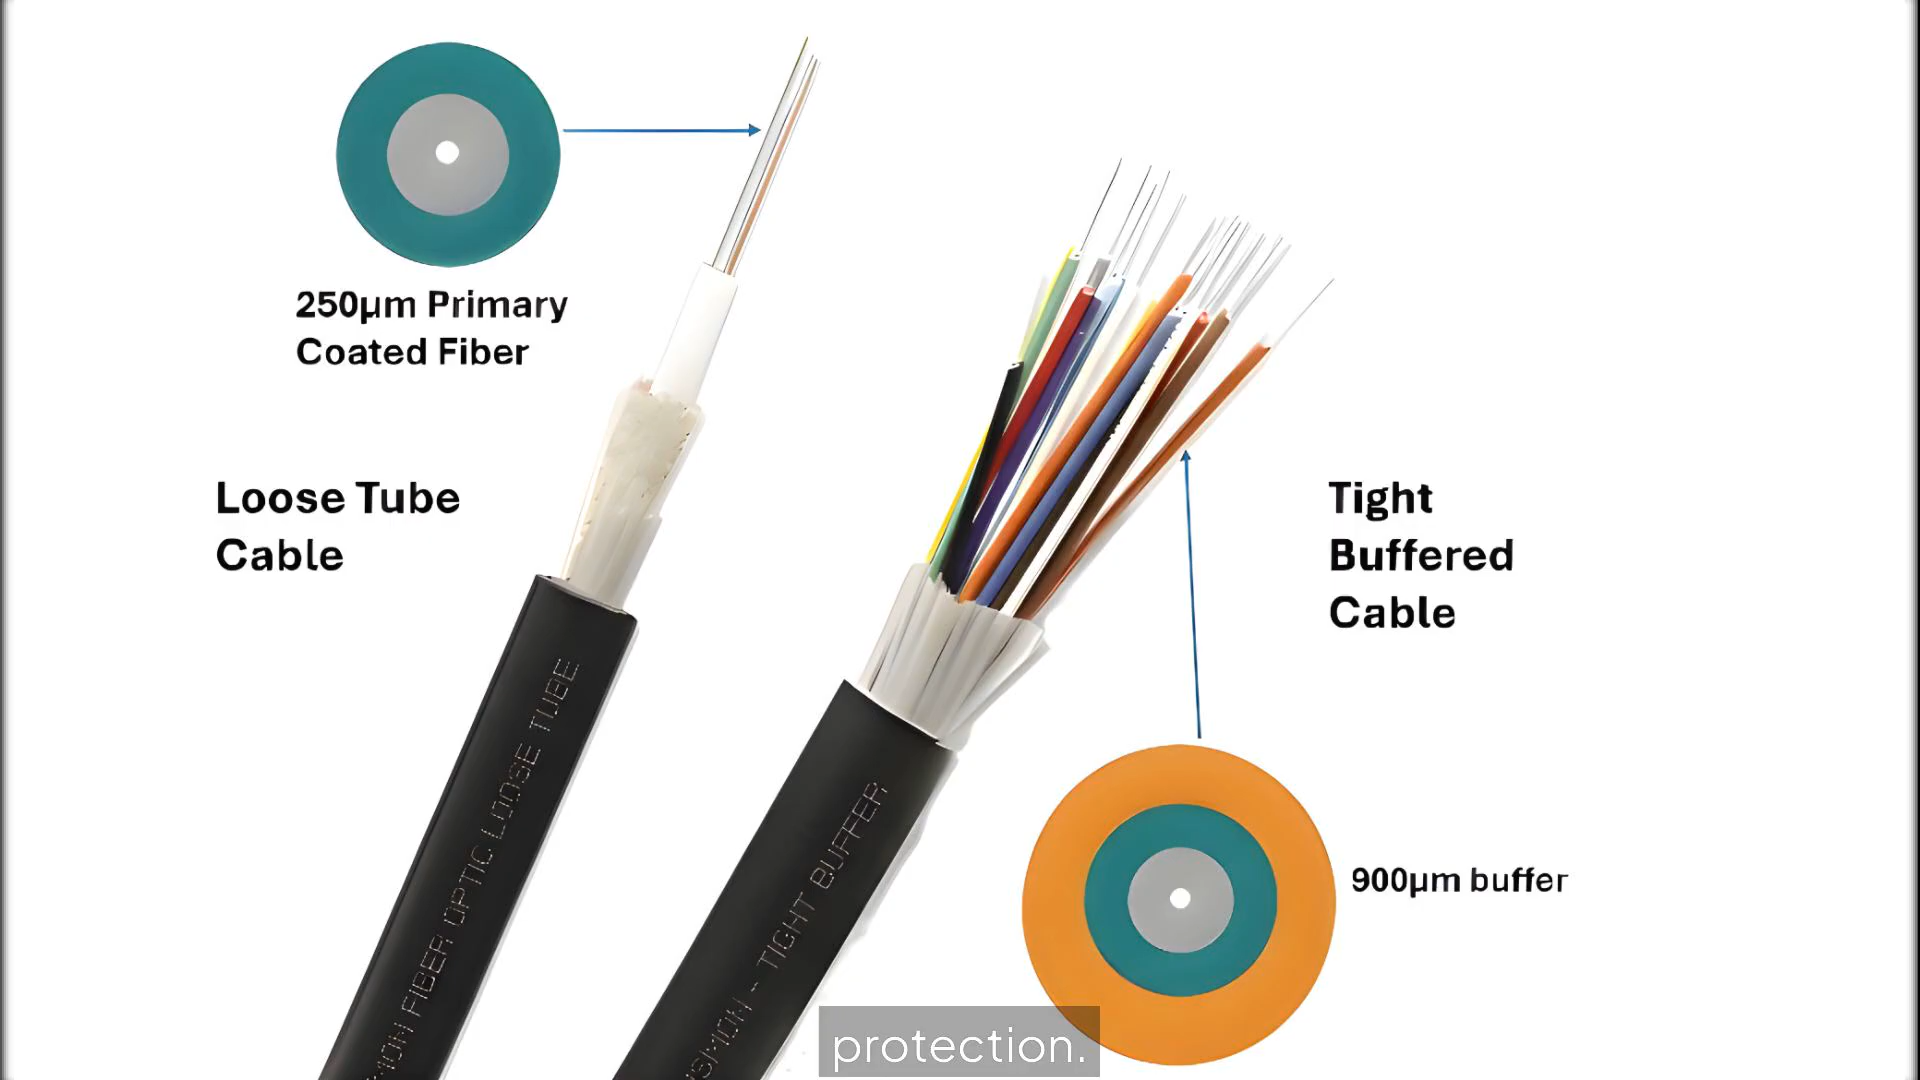 250µm Primary
Coated Fiber
Loose Tube
Cable
Tight
Buffered
Cable
900µm buffer
FIBER OPTIC LOOSE TUBE
- TIGHT BUFFER
protection.